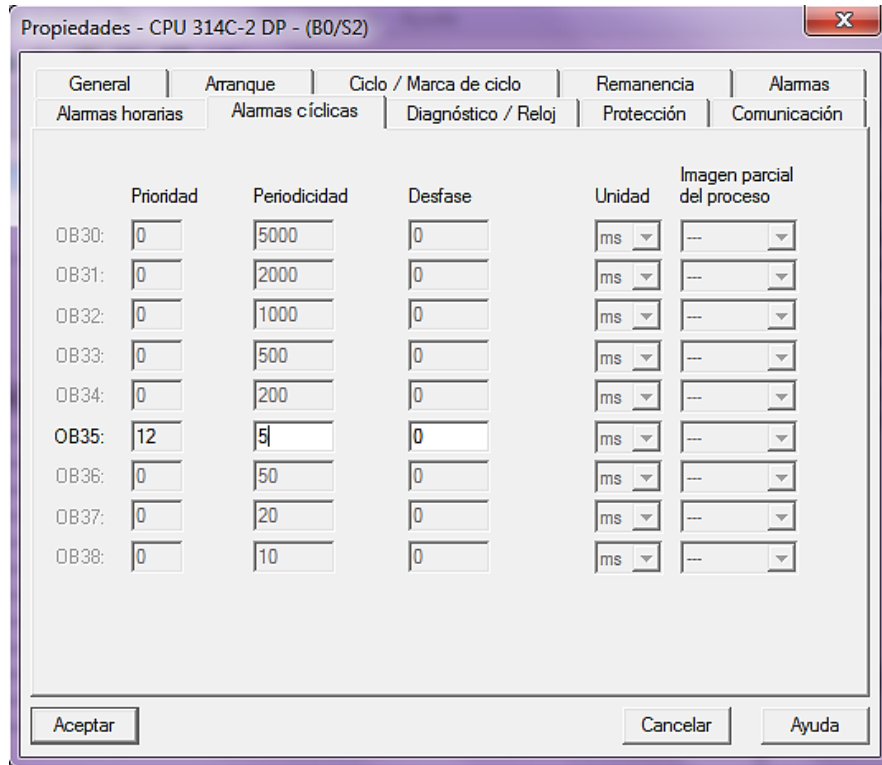 Propiedades - CPU 314C-2 DP - (B0/S2)
General Arranque Ciclo / Marca de ciclo Remanencia Alarmas
Alarmas horarias Alarmas cíclicas Diagnóstico / Reloj Protección Comunicación
Prioridad Periodicidad Desfase Unidad Imagen parcial del proceso
OB30: 0 5000 0 ms ---
OB31: 0 2000 0 ms ---
OB32: 0 1000 0 ms ---
OB33: 0 500 0 ms ---
OB34: 0 200 0 ms ---
OB35: 12 5 0 ms ---
OB36: 0 50 0 ms ---
OB37: 0 20 0 ms ---
OB38: 0 10 0 ms ---
Aceptar Cancelar Ayuda